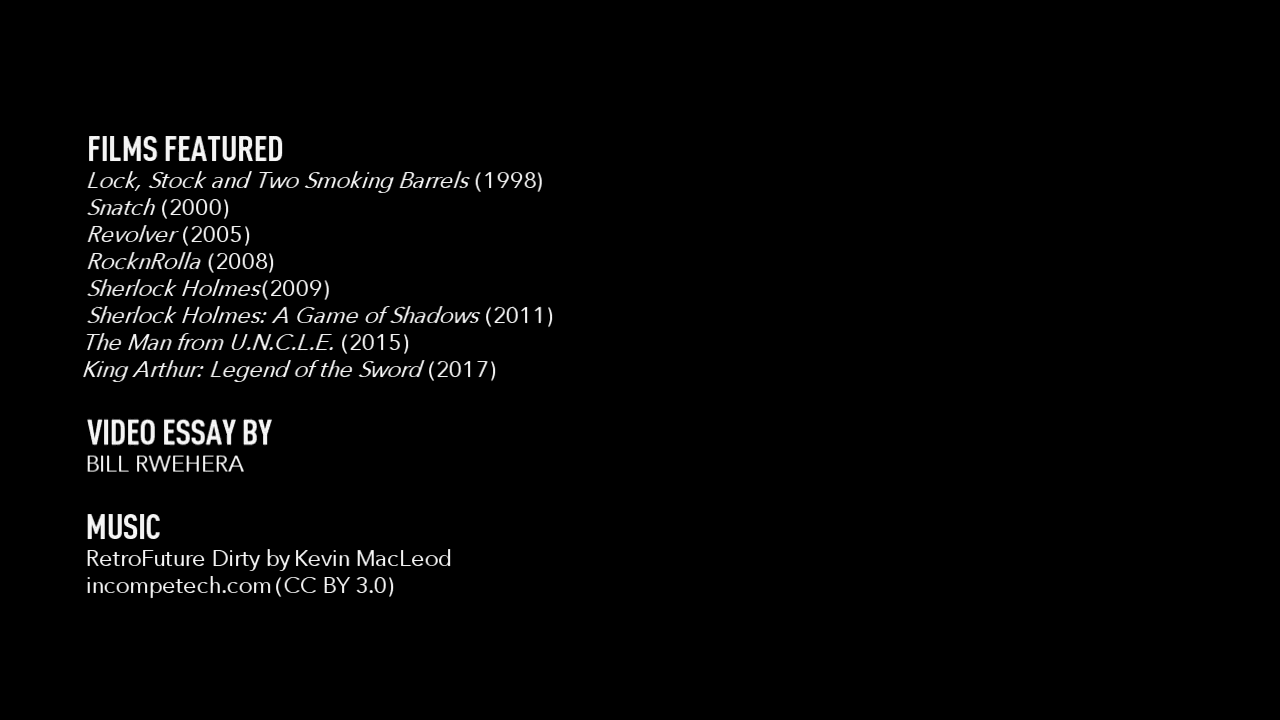 FILMS FEATURED
Lock, Stock and Two Smoking Barrels (1998)
Snatch (2000)
Revolver (2005)
RocknRolla (2008)
Sherlock Holmes(2009)
Sherlock Holmes: A Game of Shadows (2011)
The Man from U.N.C.L.E. (2015)
King Arthur: Legend of the Sword (2017)
VIDEO ESSAY BY
BILL RWEHERA
MUSIC
RetroFuture Dirty by Kevin MacLeod
incompetech.com (CC BY 3.0)